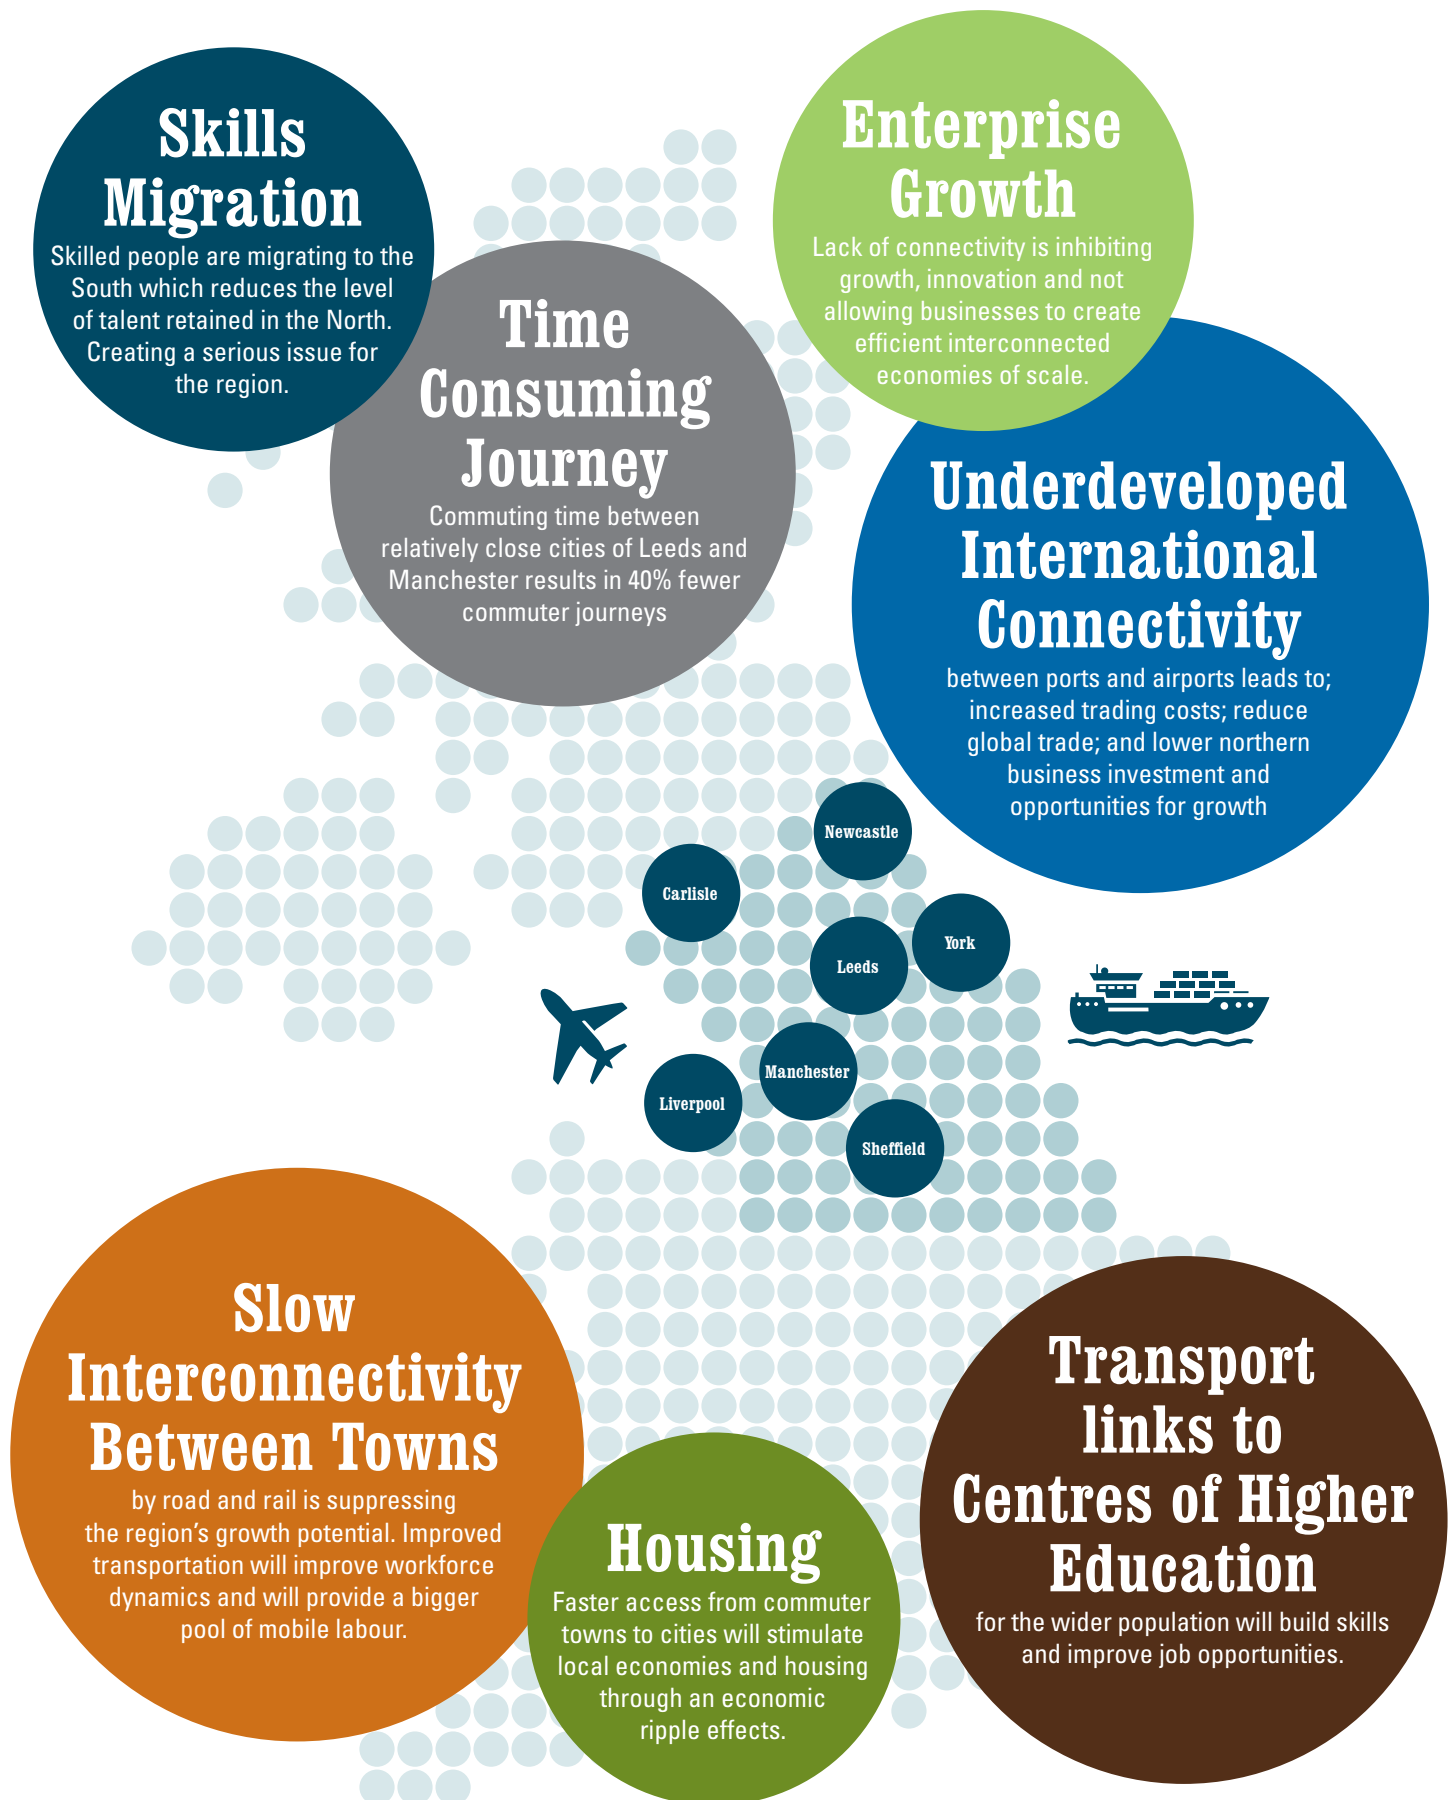 Skills
Migration
Skilled people are migrating to the
South which reduces the level
of talent retained in the North.
Creating a serious issue for
the region.
Enterprise
Growth
Lack of connectivity is inhibiting
growth, innovation and not
allowing businesses to create
efficient interconnected
economies of scale.
Time
Consuming
Journey
Commuting time between
relatively close cities of Leeds and
Manchester results in 40% fewer
commuter journeys
Underdeveloped
International
Connectivity
between ports and airports leads to;
increased trading costs; reduce
global trade; and lower northern
business investment and
opportunities for growth
Newcastle
Carlisle
York
Leeds
Manchester
Liverpool
Sheffield
Slow
Interconnectivity
Between Towns
by road and rail is suppressing
the region's growth potential. Improved
transportation will improve workforce
dynamics and will provide a bigger
pool of mobile labour.
Housing
Faster access from commuter
towns to cities will stimulate
local economies and housing
through an economic
ripple effects.
Transport
links to
Centres of Higher
Education
for the wider population will build skills
and improve job opportunities.